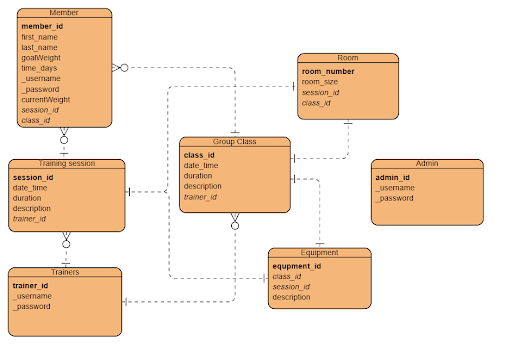 Member
member_id
first_name
last_name
goalWeight
time_days
_username
_password
currentWeight
session_id
class_id
Room
room_number
room_size
session_id
class_id
Group Class
class_id
date_time
duration
description
trainer_id
Training session
session_id
date_time
duration
description
trainer_id
Admin
admin_id
_username
_password
Trainers
trainer_id
_username
_password
Equipment
equpment_id
class_id
session_id
description